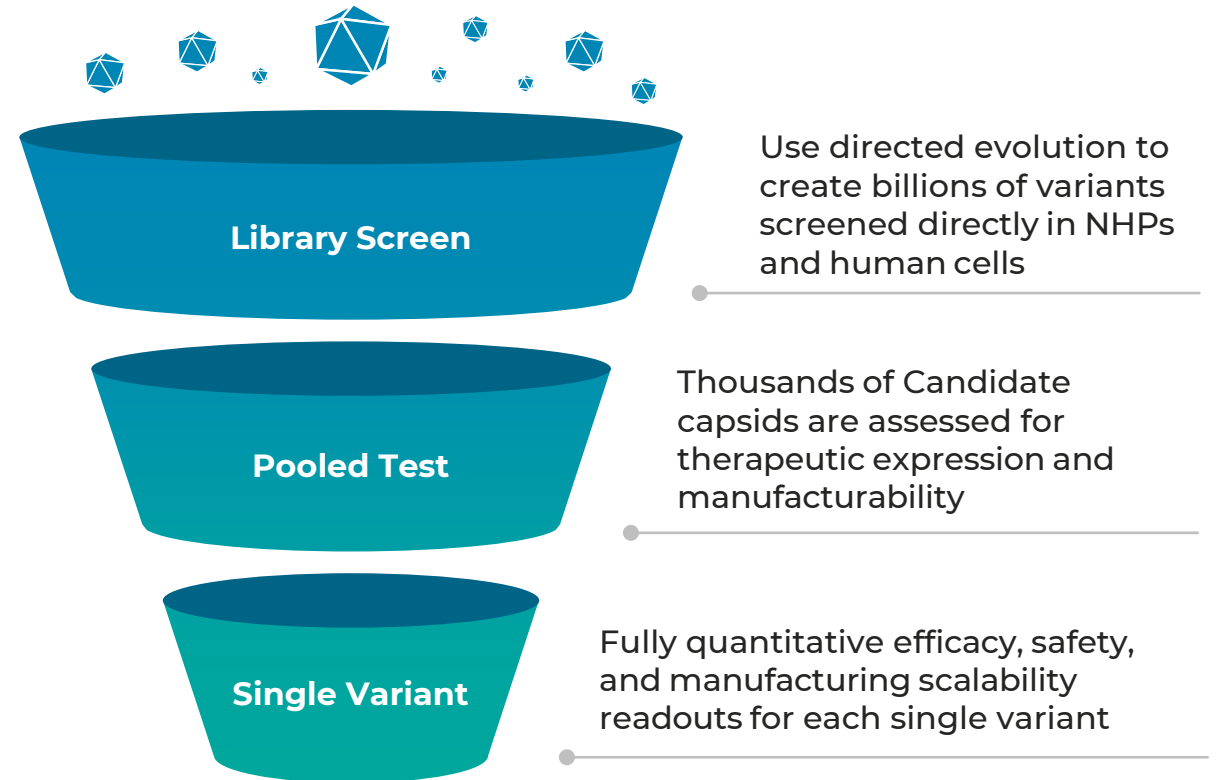 Library Screen
Use directed evolution to
create billions of variants
screened directly in NHPs
and human cells
Pooled Test
Thousands of Candidate
capsids are assessed for
therapeutic expression and
manufacturability
Single Variant
Fully quantitative efficacy, safety,
and manufacturing scalability
readouts for each single variant